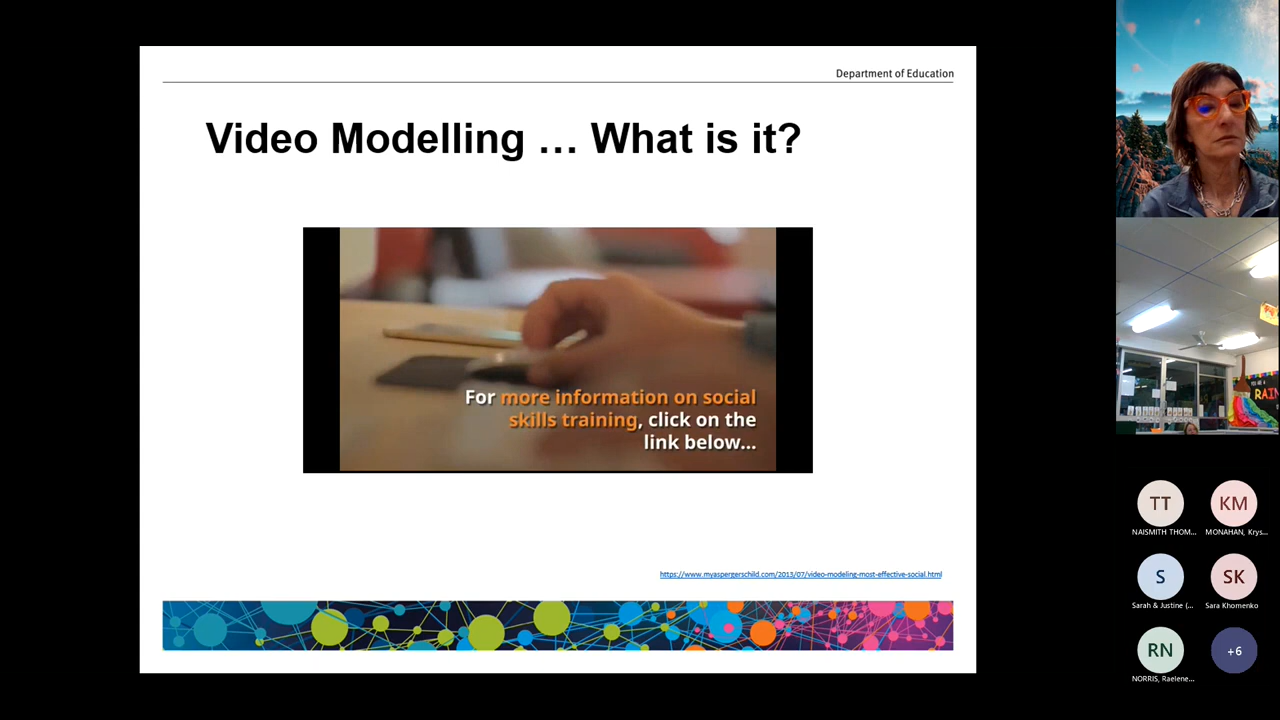 Department of Education
Video Modelling ... What is it?
For more information on social
skills training, click on the
link below...
https://www.myaspergerschild.com/2013/07/video-modeling-most-effective-social.html
RAIN
TT
KM
NAISMITH THOM...
MONAHAN, Krys...
S
SK
Sarah & Justine (...
Sara Khomenko
RN
+6
NORRIS, Raelene...